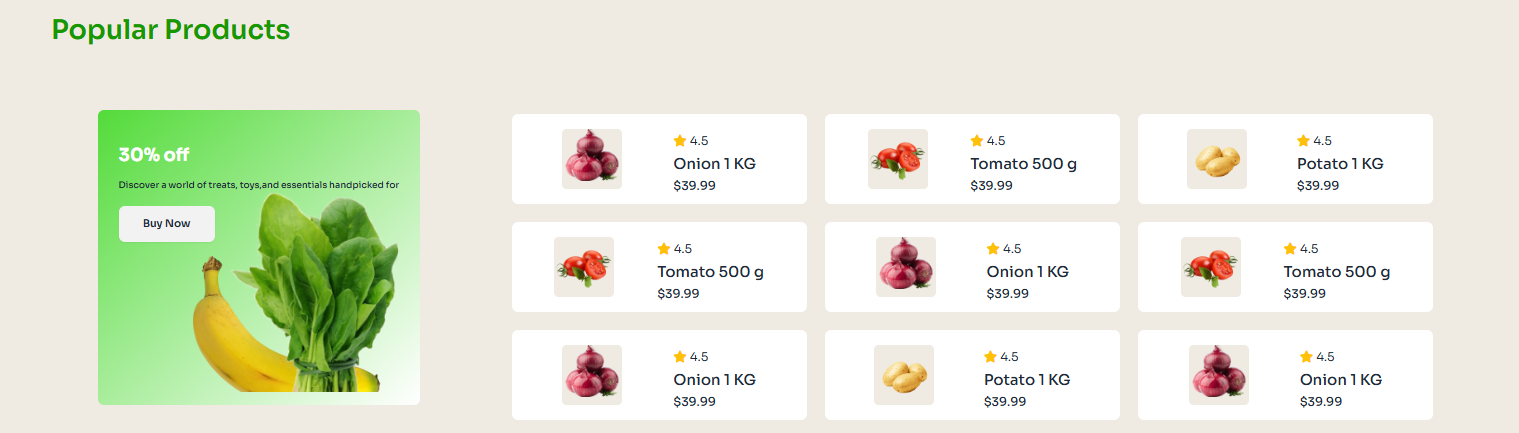 Popular Products
30% off
Discover a world of treats, toys,and essentials handpicked for
Buy Now
4.5
Onion 1 KG
$39.99
4.5
Tomato 500 g
$39.99
4.5
Potato 1 KG
$39.99
4.5
Tomato 500 g
$39.99
4.5
Onion 1 KG
$39.99
4.5
Tomato 500 g
$39.99
4.5
Onion 1 KG
$39.99
4.5
Potato 1 KG
$39.99
4.5
Onion 1 KG
$39.99